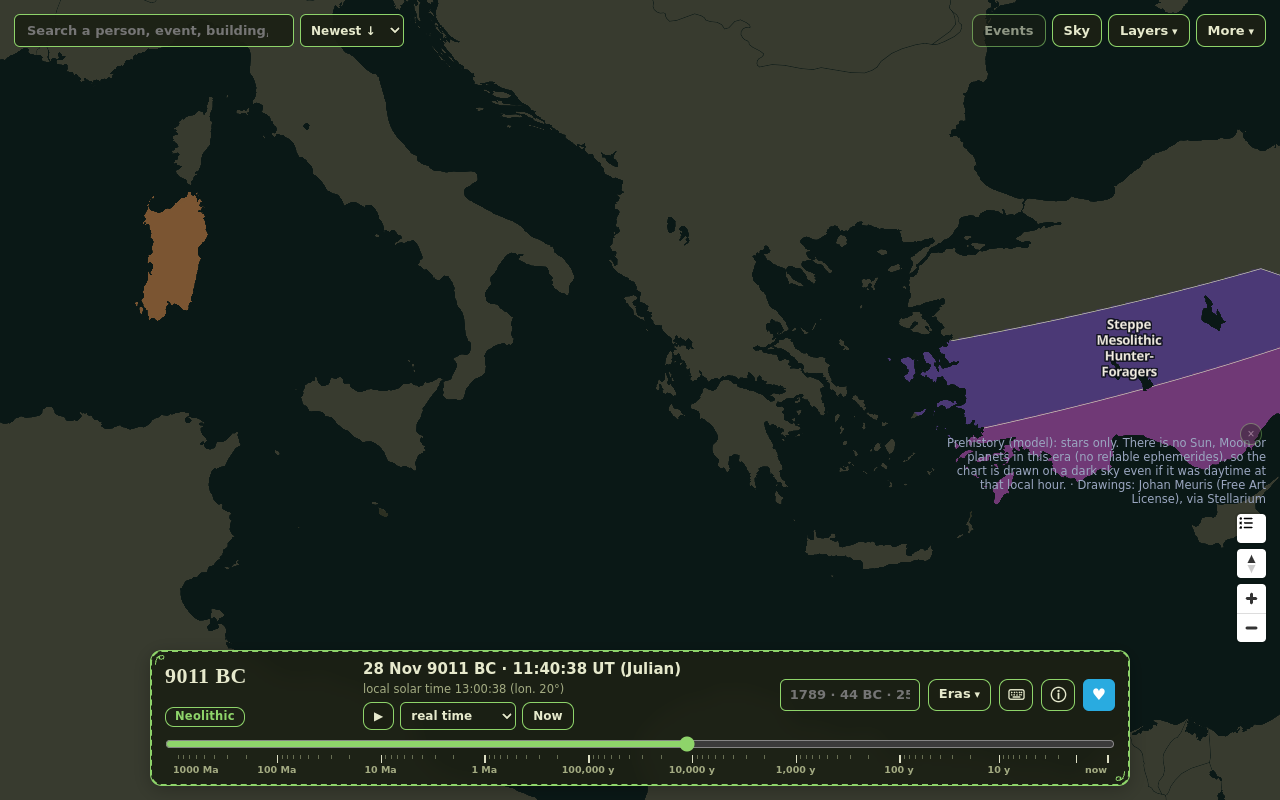 Search a person, event, building,
Newest ↓
Events
Sky
Layers ▾
More ▾
Steppe
Mesolithic
Hunter-
Foragers
×
Prehistory (model): stars only. There is no Sun, Moon or
planets in this era (no reliable ephemerides), so the
chart is drawn on a dark sky even if it was daytime at
that local hour. · Drawings: Johan Meuris (Free Art
License), via Stellarium
9011 BC
Neolithic
28 Nov 9011 BC · 11:40:38 UT (Julian)
local solar time 13:00:38 (lon. 20°)
▶
real time
Now
1789 · 44 BC · 25
Eras ▾
1000 Ma
100 Ma
10 Ma
1 Ma
100,000 y
10,000 y
1,000 y
100 y
10 y
now